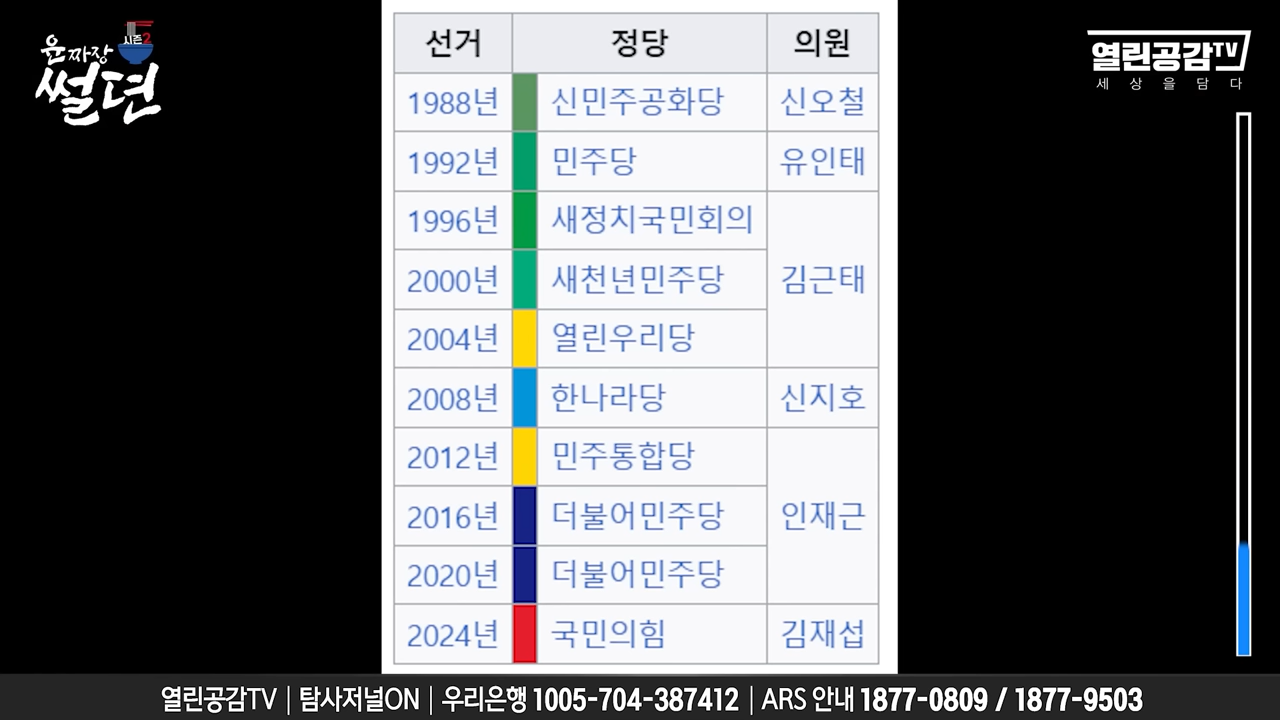 윤짜장
시즌2
썰뎐
열린공감TV
세상을담다
선거 정당 의원
1988년 신민주공화당 신오철
1992년 민주당 유인태
1996년 새정치국민회의
2000년 새천년민주당 김근태
2004년 열린우리당
2008년 한나라당 신지호
2012년 민주통합당
2016년 더불어민주당 인재근
2020년 더불어민주당
2024년 국민의힘 김재섭
열린공감TV | 탐사저널ON | 우리은행 1005-704-387412 | ARS 안내 1877-0809 / 1877-9503